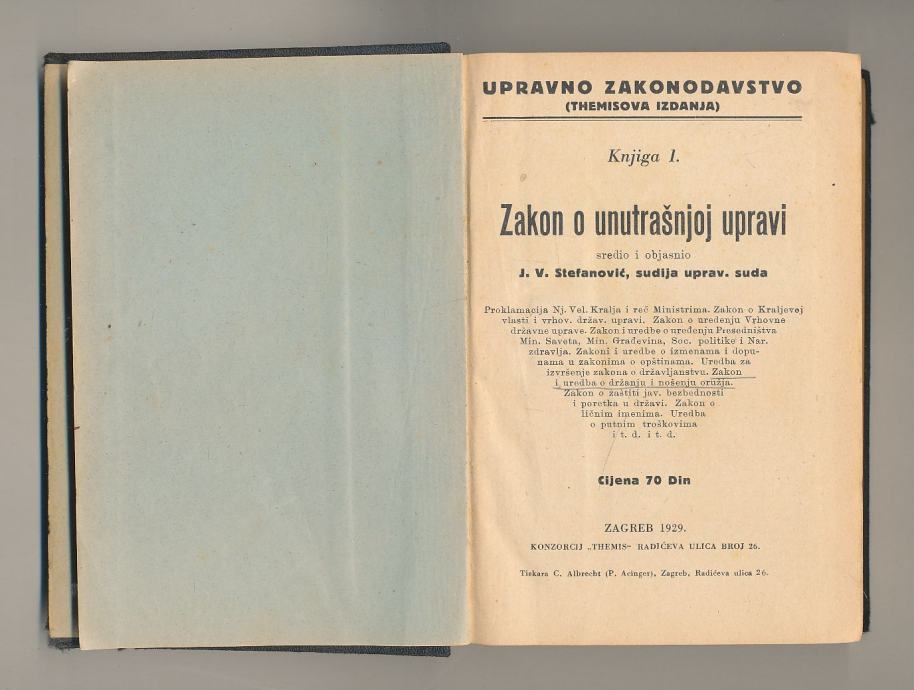 UPRAVNO ZAKONODAVSTVO
(THEMISOVA IZDANJA)
Knjiga 1.
Zakon o unutrašnjoj upravi
sredio i objasnio
J. V. Stefanović, sudija uprav. suda
Proklamacija Nj. Vel. Kralja i reč Ministrima. Zakon o Kraljevoj
vlasti i vrhov. držav. upravi. Zakon o uređenju Vrhovne
državne uprave. Zakon i uredbe o uređenju Presedništva
Min. Saveta, Min. Građevina, Soc. politike i Nar.
zdravlja. Zakoni i uredbe o izmenama i dopu-
nama u zakonima o opštinama. Uredba za
izvršenje zakona o državljanstvu. Zakon
i uredba o držanju i nošenju oružja.
Zakon o zaštiti jav. bezbednosti
i poretka u državi. Zakon o
ličnim imenima. Uredba
o putnim troškovima
i t. d. i t. d.
Cijena 70 Din
ZAGREB 1929.
KONZORCIJ „THEMIS“ RADIĆEVA ULICA BROJ 26.
Tiskara C. Albrecht (P. Acinger), Zagreb, Radićeva ulica 26.